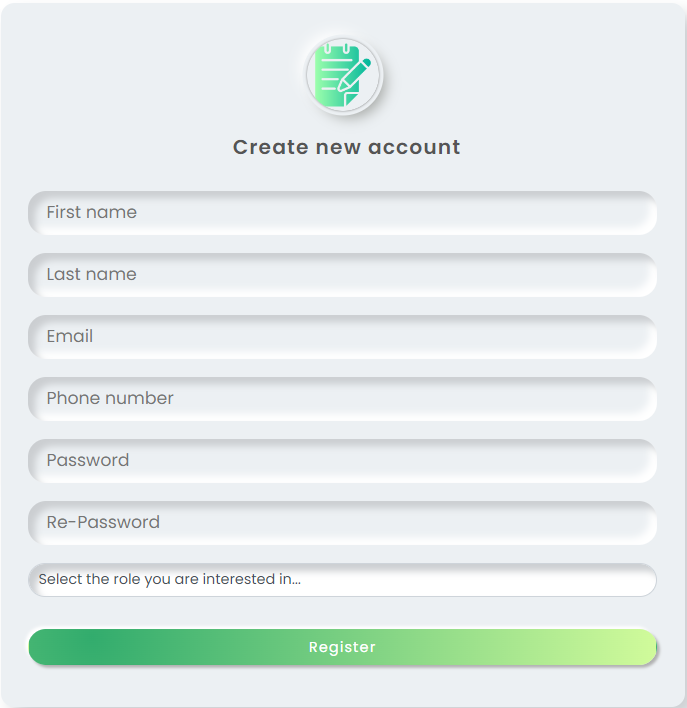 Create new account
First name
Last name
Email
Phone number
Password
Re-Password
Select the role you are interested in...
Register